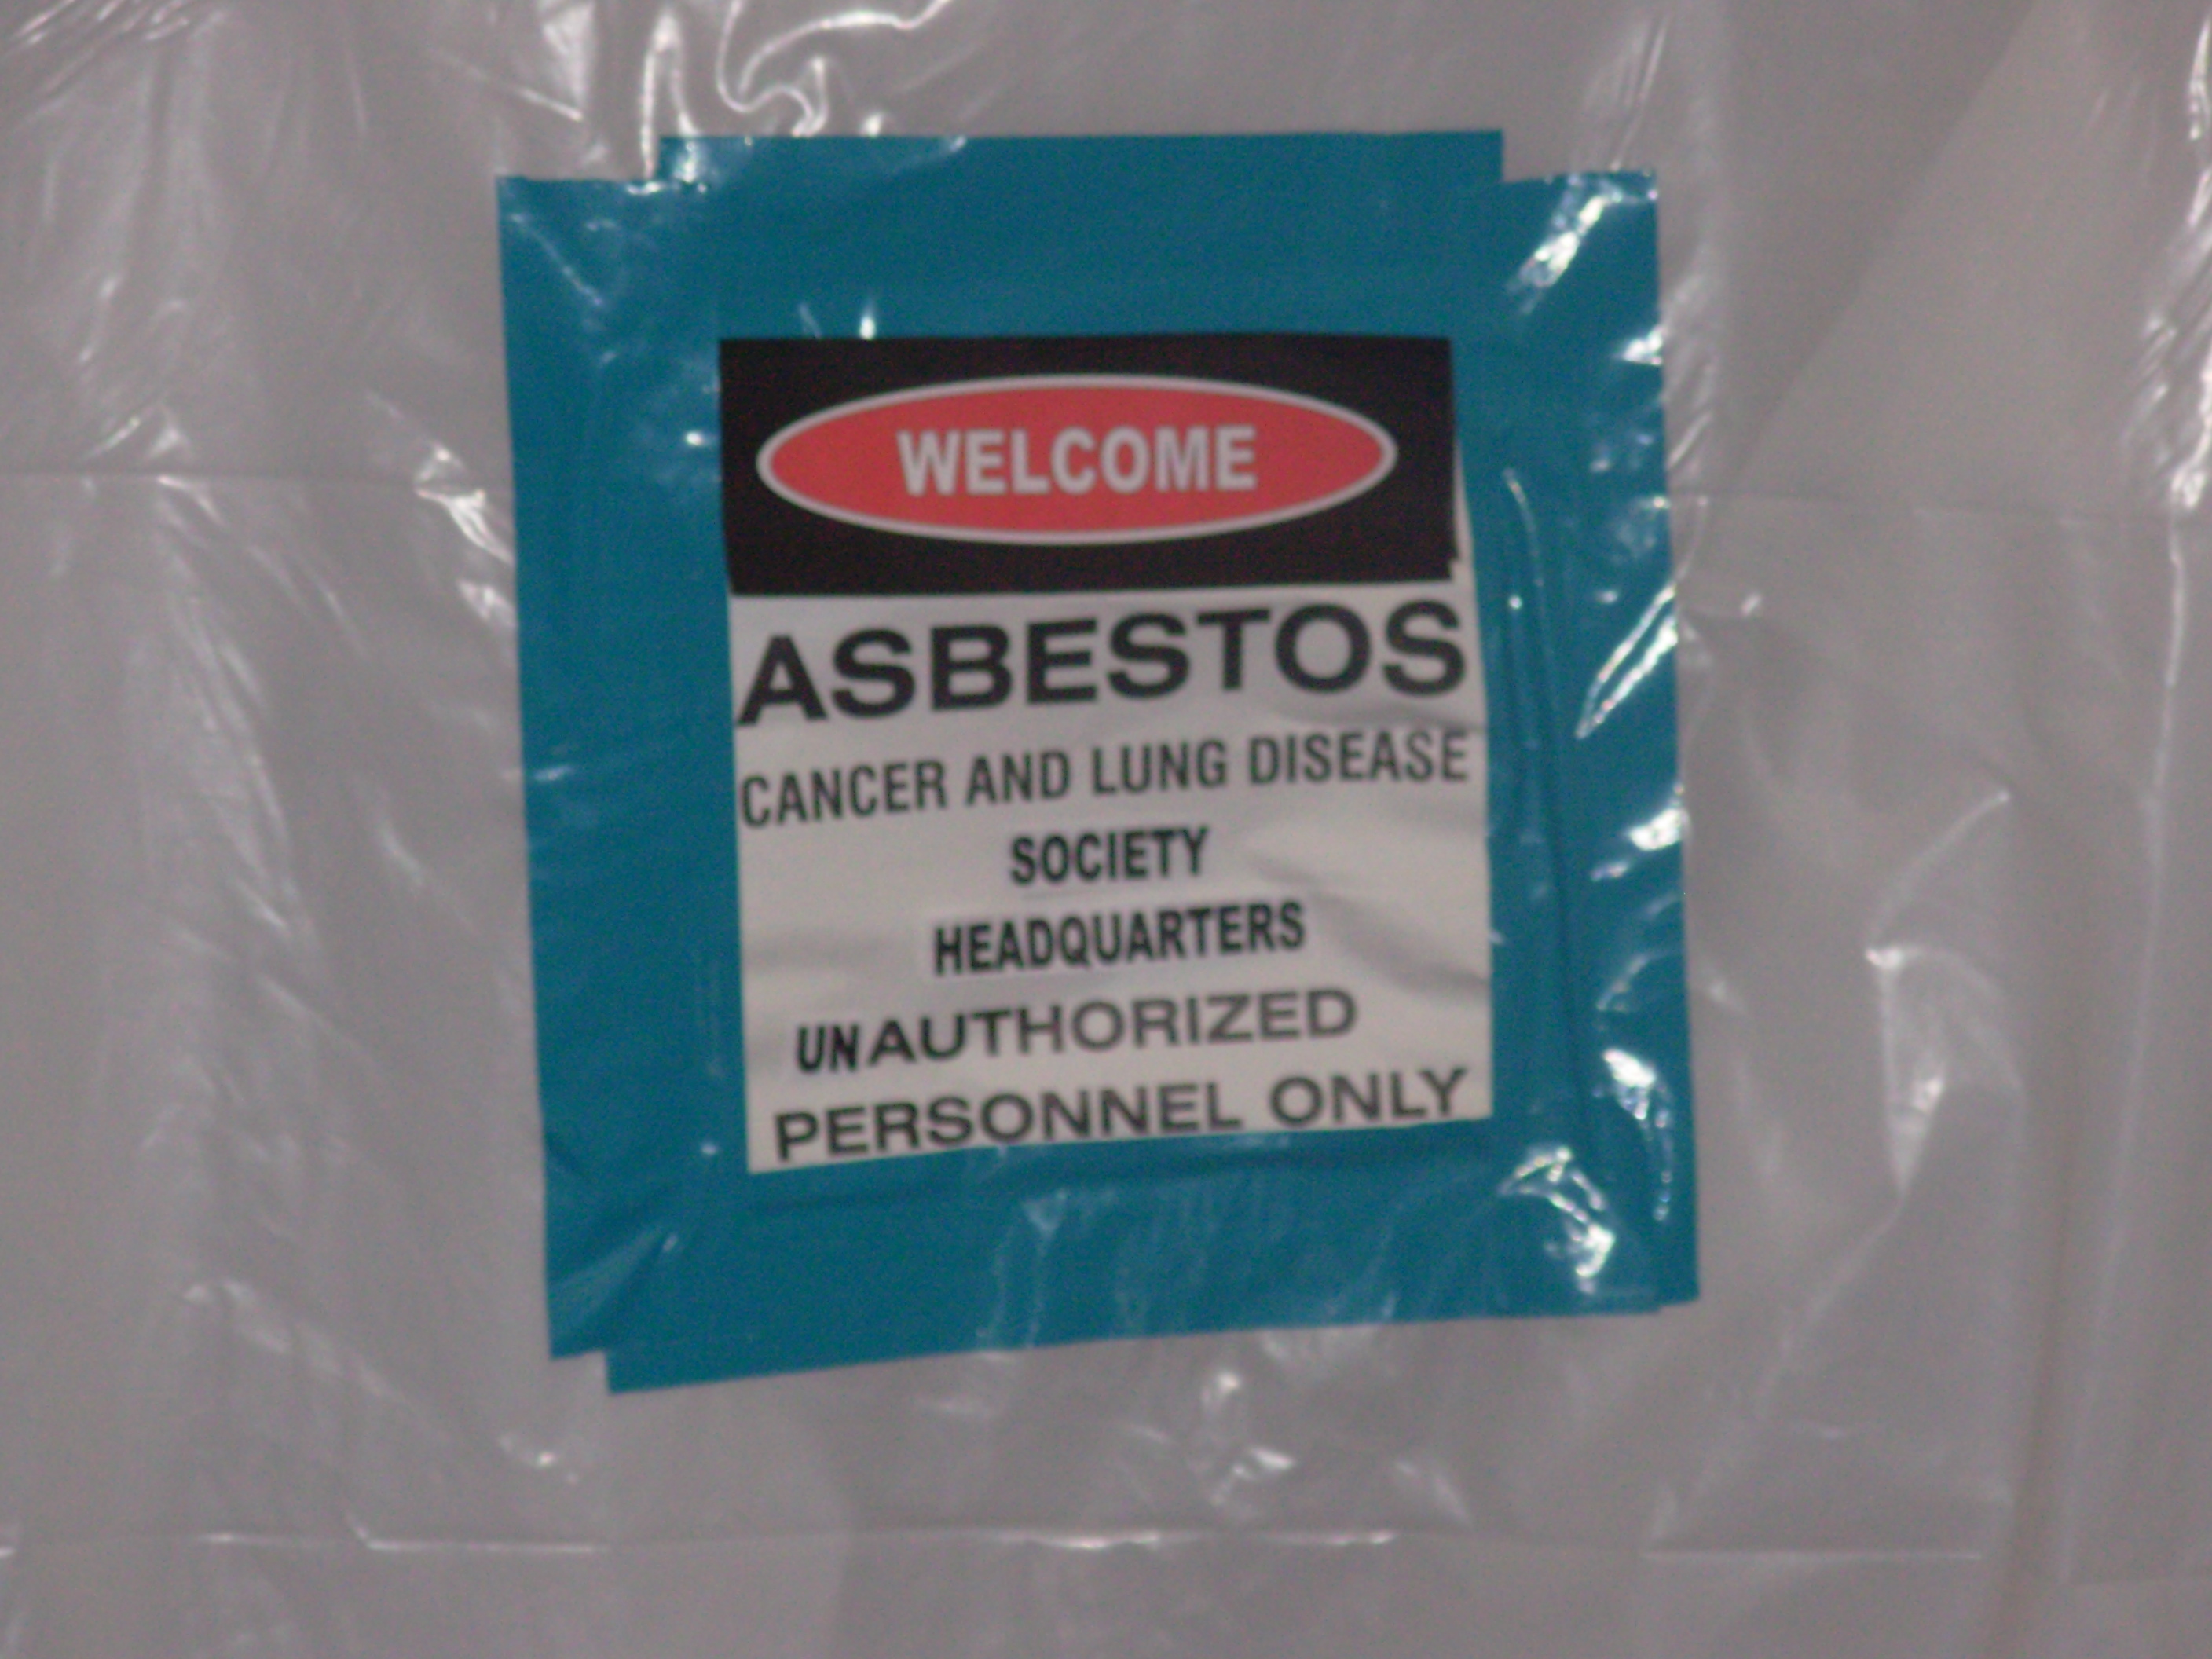 WELCOME
ASBESTOS
CANCER AND LUNG DISEASE
SOCIETY
HEADQUARTERS
UNAUTHORIZED
PERSONNEL ONLY